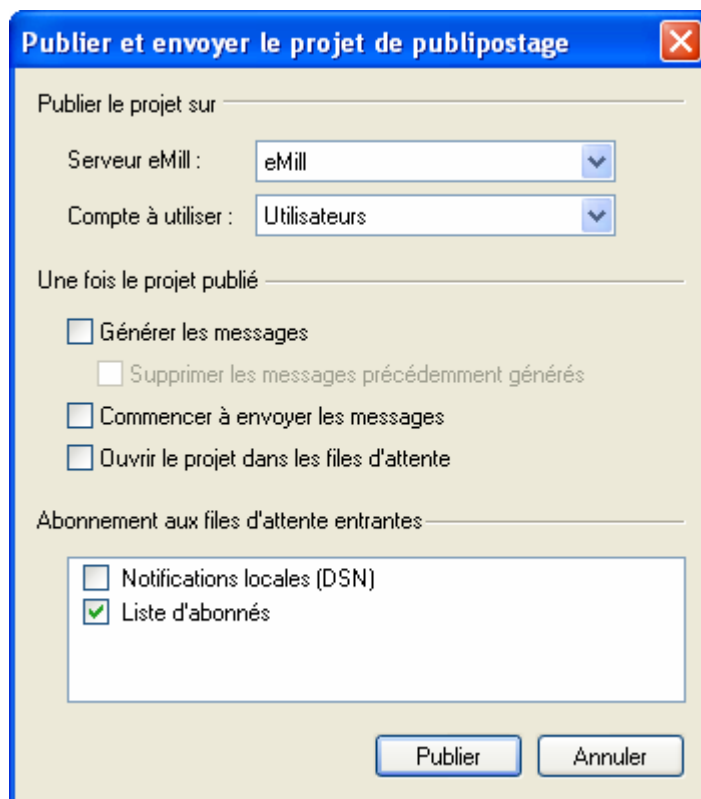 Publier et envoyer le projet de publipostage
Publier le projet sur
Serveur eMill : eMill
Compte à utiliser : Utilisateurs
Une fois le projet publié
Générer les messages
Supprimer les messages précédemment générés
Commencer à envoyer les messages
Ouvrir le projet dans les files d'attente
Abonnement aux files d'attente entrantes
Notifications locales (DSN)
Liste d'abonnés
Publier Annuler